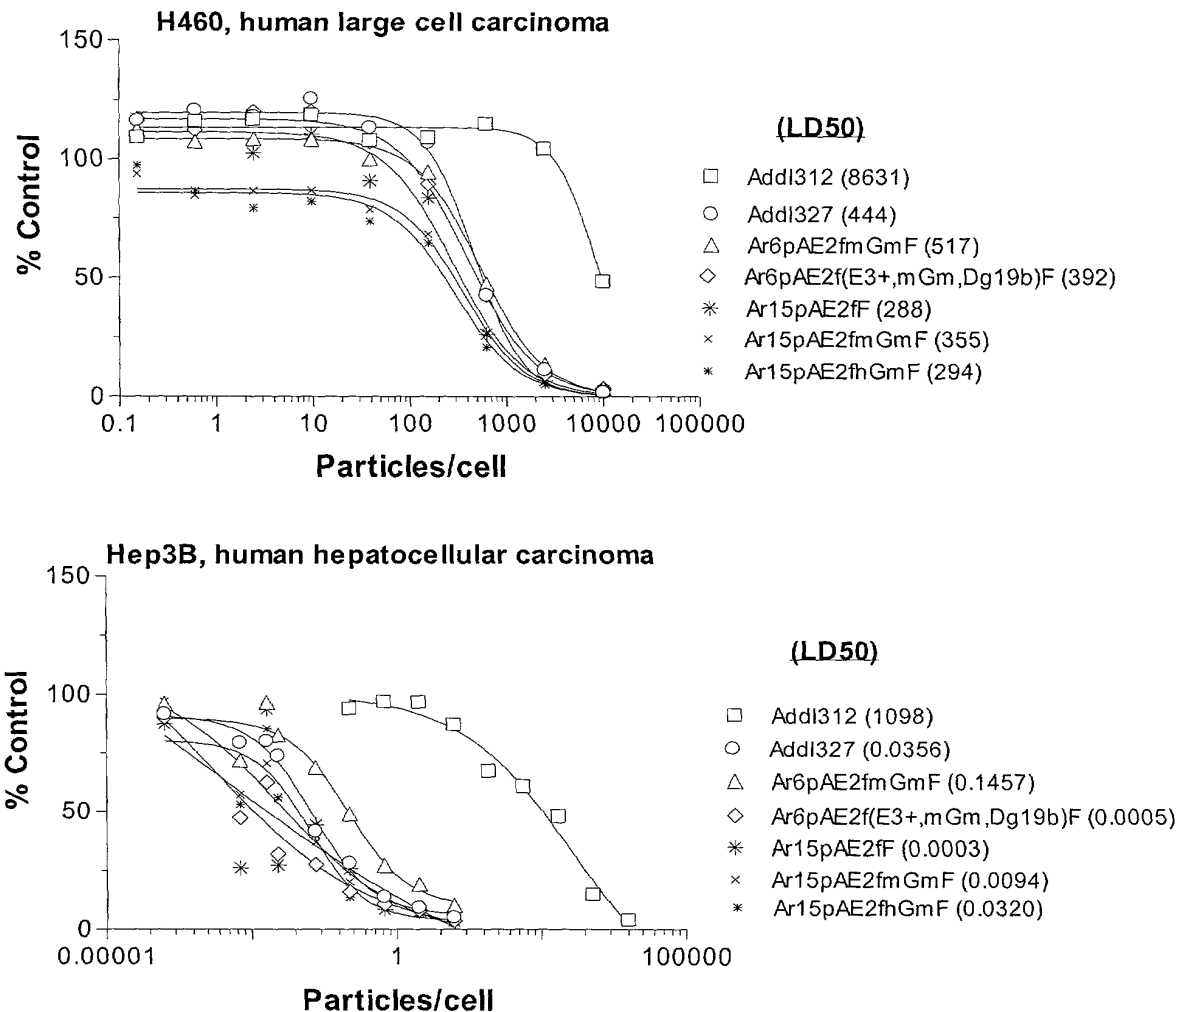 H460, human large cell carcinoma
150
100
50
0
% Control
0.1 1 10 100 1000 10000 100000
Particles/cell
(LD50)
Addl312 (8631)
Addl327 (444)
Ar6pAE2fmGmF (517)
Ar6pAE2f(E3+,mGm,Dg19b)F (392)
Ar15pAE2fF (288)
Ar15pAE2fmGmF (355)
Ar15pAE2fhGmF (294)
Hep3B, human hepatocellular carcinoma
150
100
50
0
% Control
0.00001 1 100000
Particles/cell
(LD50)
Addl312 (1098)
Addl327 (0.0356)
Ar6pAE2fmGmF (0.1457)
Ar6pAE2f(E3+,mGm,Dg19b)F (0.0005)
Ar15pAE2fF (0.0003)
Ar15pAE2fmGmF (0.0094)
Ar15pAE2fhGmF (0.0320)